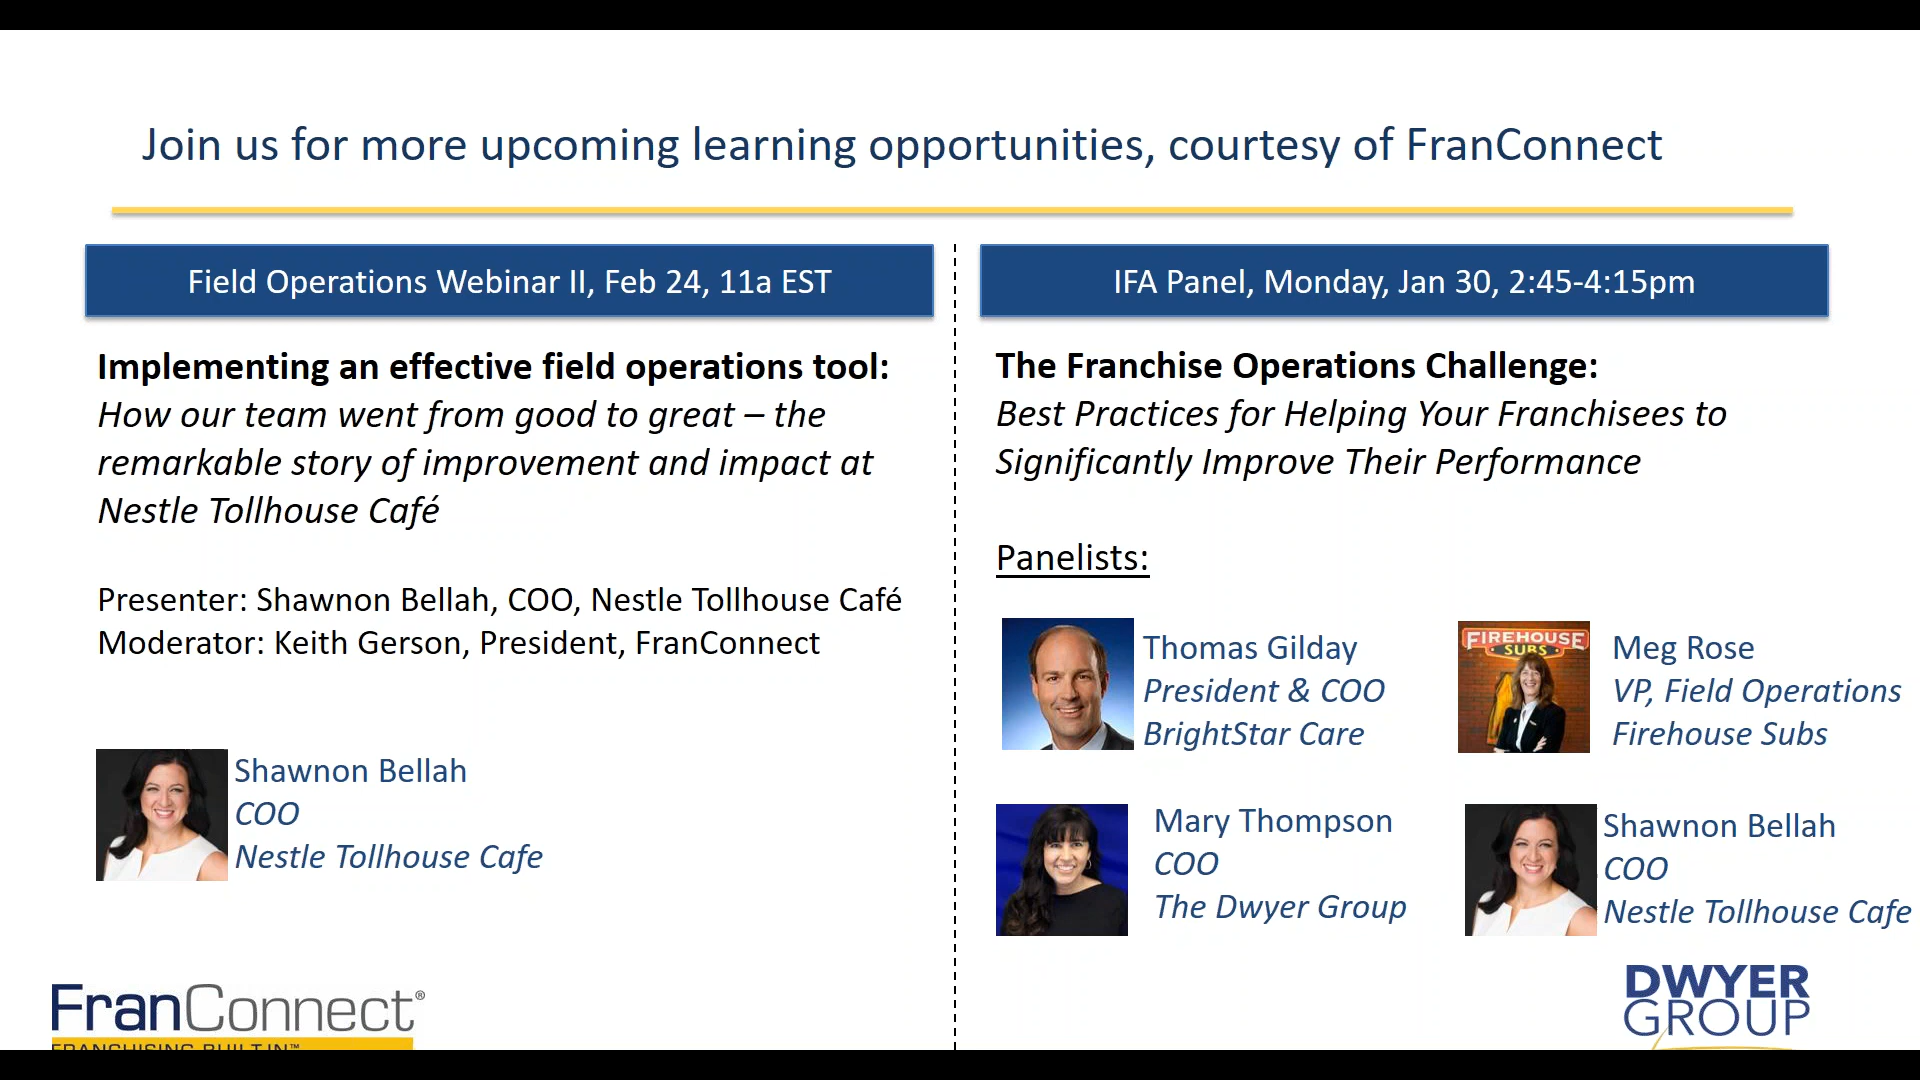 Join us for more upcoming learning opportunities, courtesy of FranConnect
Field Operations Webinar II, Feb 24, 11a EST
Implementing an effective field operations tool:
How our team went from good to great – the
remarkable story of improvement and impact at
Nestle Tollhouse Café
Presenter: Shawnon Bellah, COO, Nestle Tollhouse Café
Moderator: Keith Gerson, President, FranConnect
Shawnon Bellah
COO
Nestle Tollhouse Cafe
IFA Panel, Monday, Jan 30, 2:45-4:15pm
The Franchise Operations Challenge:
Best Practices for Helping Your Franchisees to
Significantly Improve Their Performance
Panelists:
Thomas Gilday
President & COO
BrightStar Care
FIREHOUSE
SUBS
Meg Rose
VP, Field Operations
Firehouse Subs
Mary Thompson
COO
The Dwyer Group
Shawnon Bellah
COO
Nestle Tollhouse Cafe
FranConnect®
FRANCHISING BUILT IN™
DWYER
GROUP